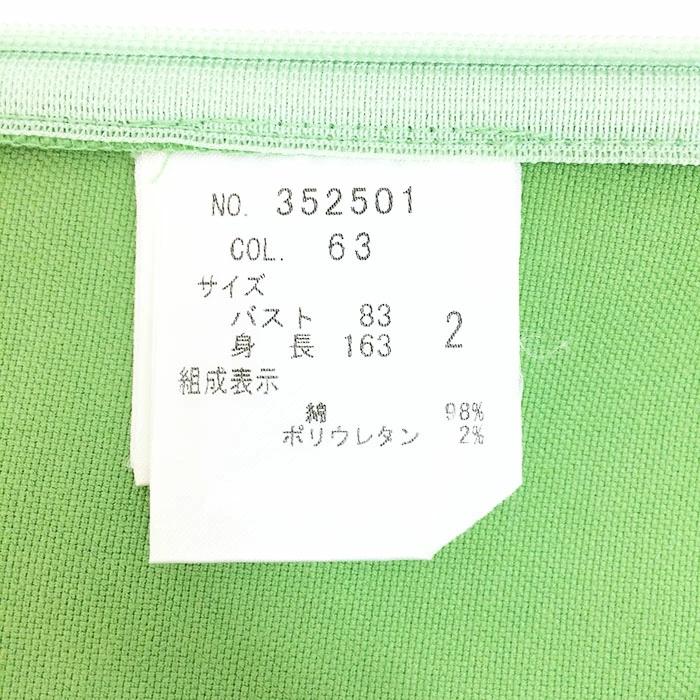 NO. 352501
COL. 63
サイズ
バスト 83
身 長 163 2
組成表示
綿 98%
ポリウレタン 2%